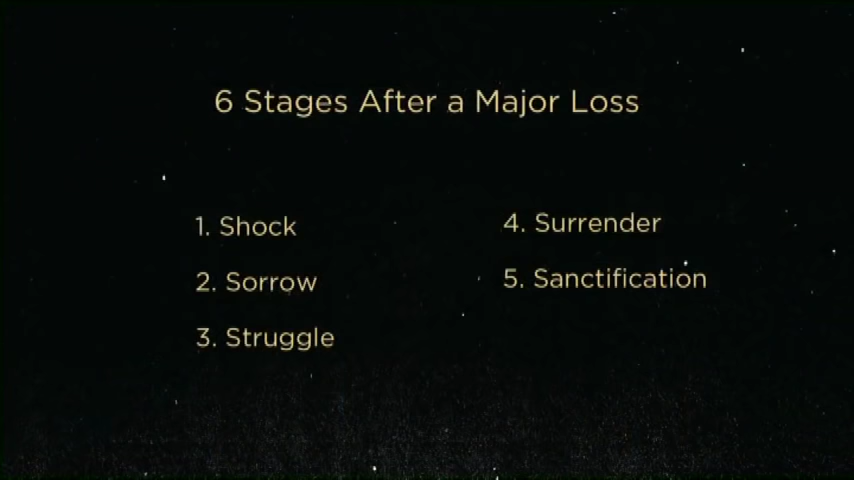 6 Stages After a Major Loss
1. Shock
2. Sorrow
3. Struggle
4. Surrender
5. Sanctification